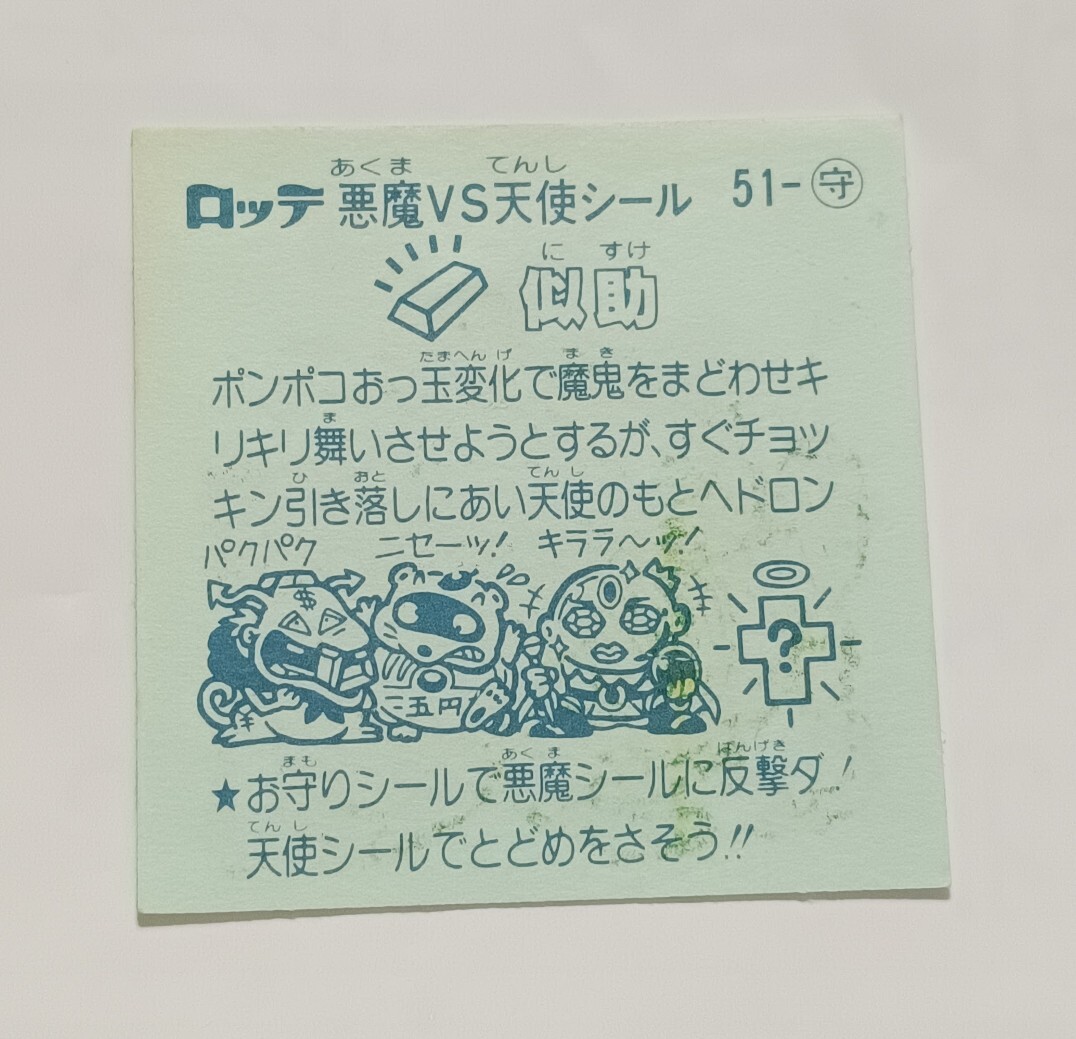 あくま てんし
ロッテ 悪魔VS天使シール 51-守
に すけ
似助
たまへんげ まき
ポンポコおっ玉変化で魔鬼をまどわせキ
ま
リキリ舞いさせようとするが、すぐチョッ
ひ おと てんし
キン引き落しにあい天使のもとヘドロン
パクパク ニセーッ! キララ〜ッ!
$
?
二五円
¥
まも あくま はんげき
★お守りシールで悪魔シールに反撃ダ!
てんし
天使シールでとどめをさそう!!